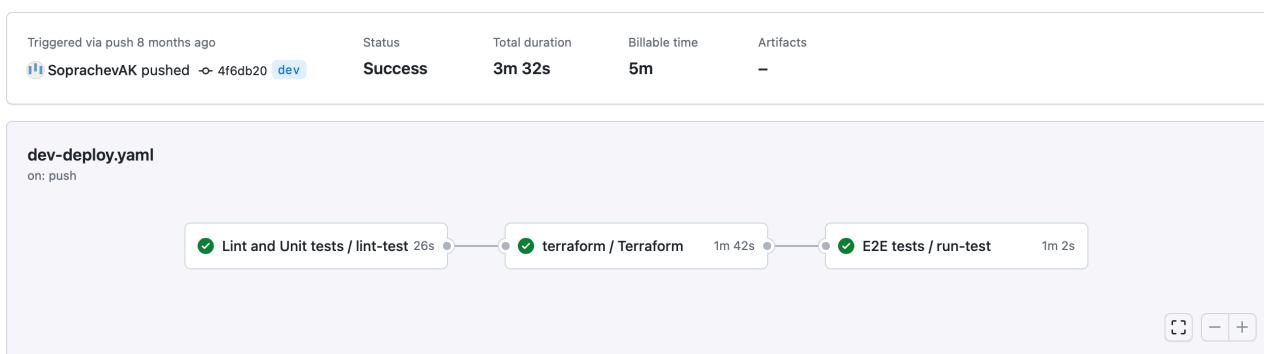 Triggered via push 8 months ago
SoprachevAK pushed 4f6db20 dev
Status
Success
Total duration
3m 32s
Billable time
5m
Artifacts
–
dev-deploy.yaml
on: push
Lint and Unit tests / lint-test 26s
terraform / Terraform 1m 42s
E2E tests / run-test 1m 2s